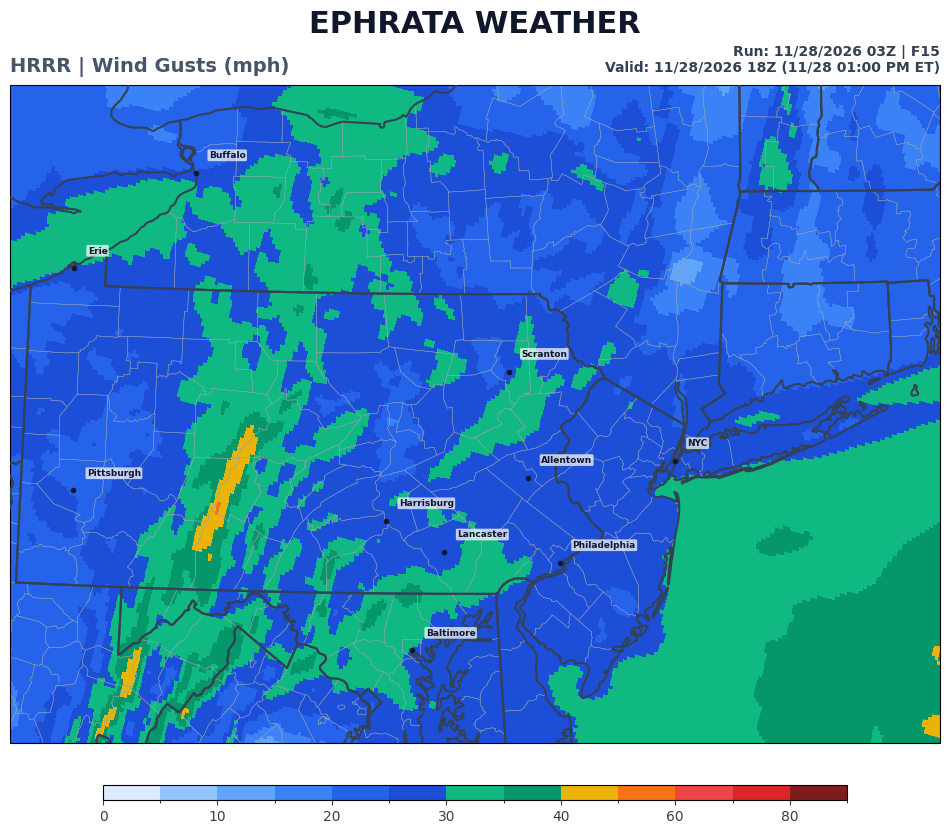 EPHRATA WEATHER
HRRR | Wind Gusts (mph)
Run: 11/28/2026 03Z | F15
Valid: 11/28/2026 18Z (11/28 01:00 PM ET)
Buffalo
Erie
Scranton
NYC
Allentown
Pittsburgh
Harrisburg
Lancaster
Philadelphia
Baltimore
0 10 20 30 40 50 60 70 80